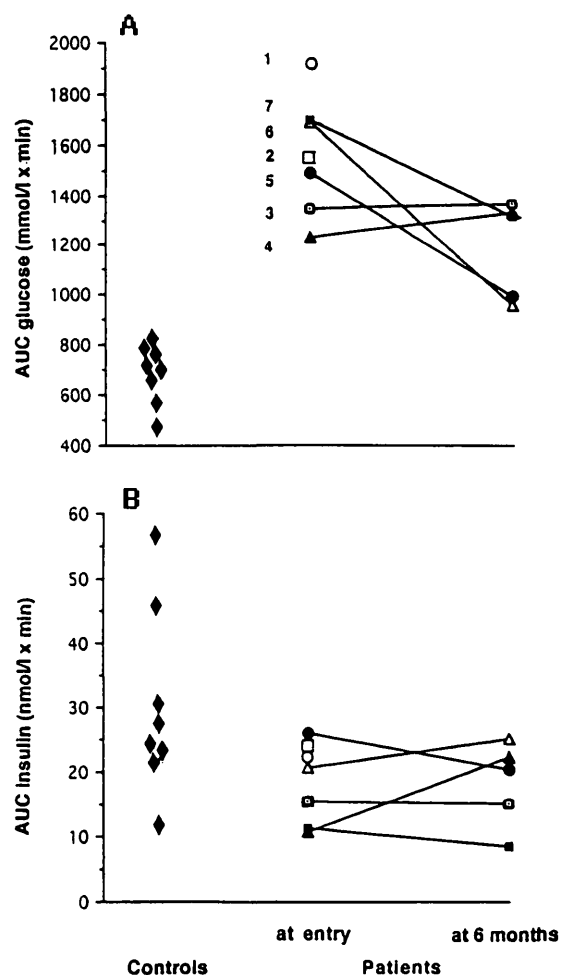 A
AUC glucose (mmol/l x min)
2000
1800
1600
1400
1200
1000
800
600
400
1
7
6
2
5
3
4
B
AUC Insulin (nmol/l x min)
60
50
40
30
20
10
0
at entry
at 6 months
Controls
Patients